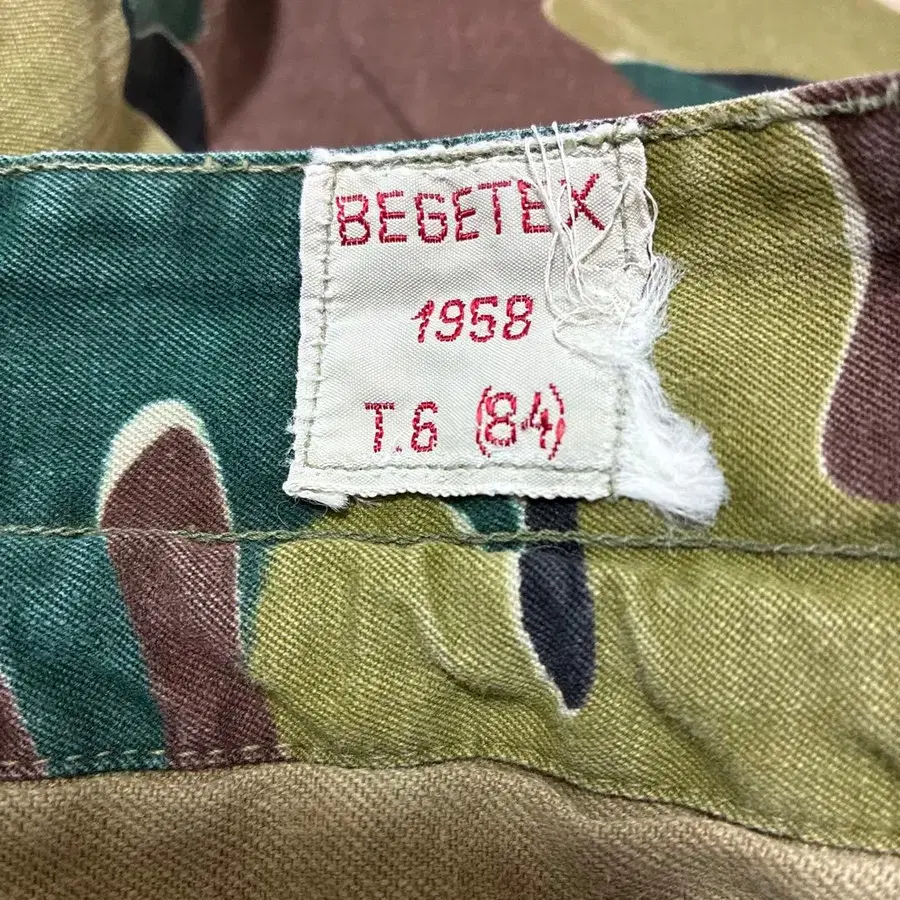 BEGETEX
1958
T.6 (84)